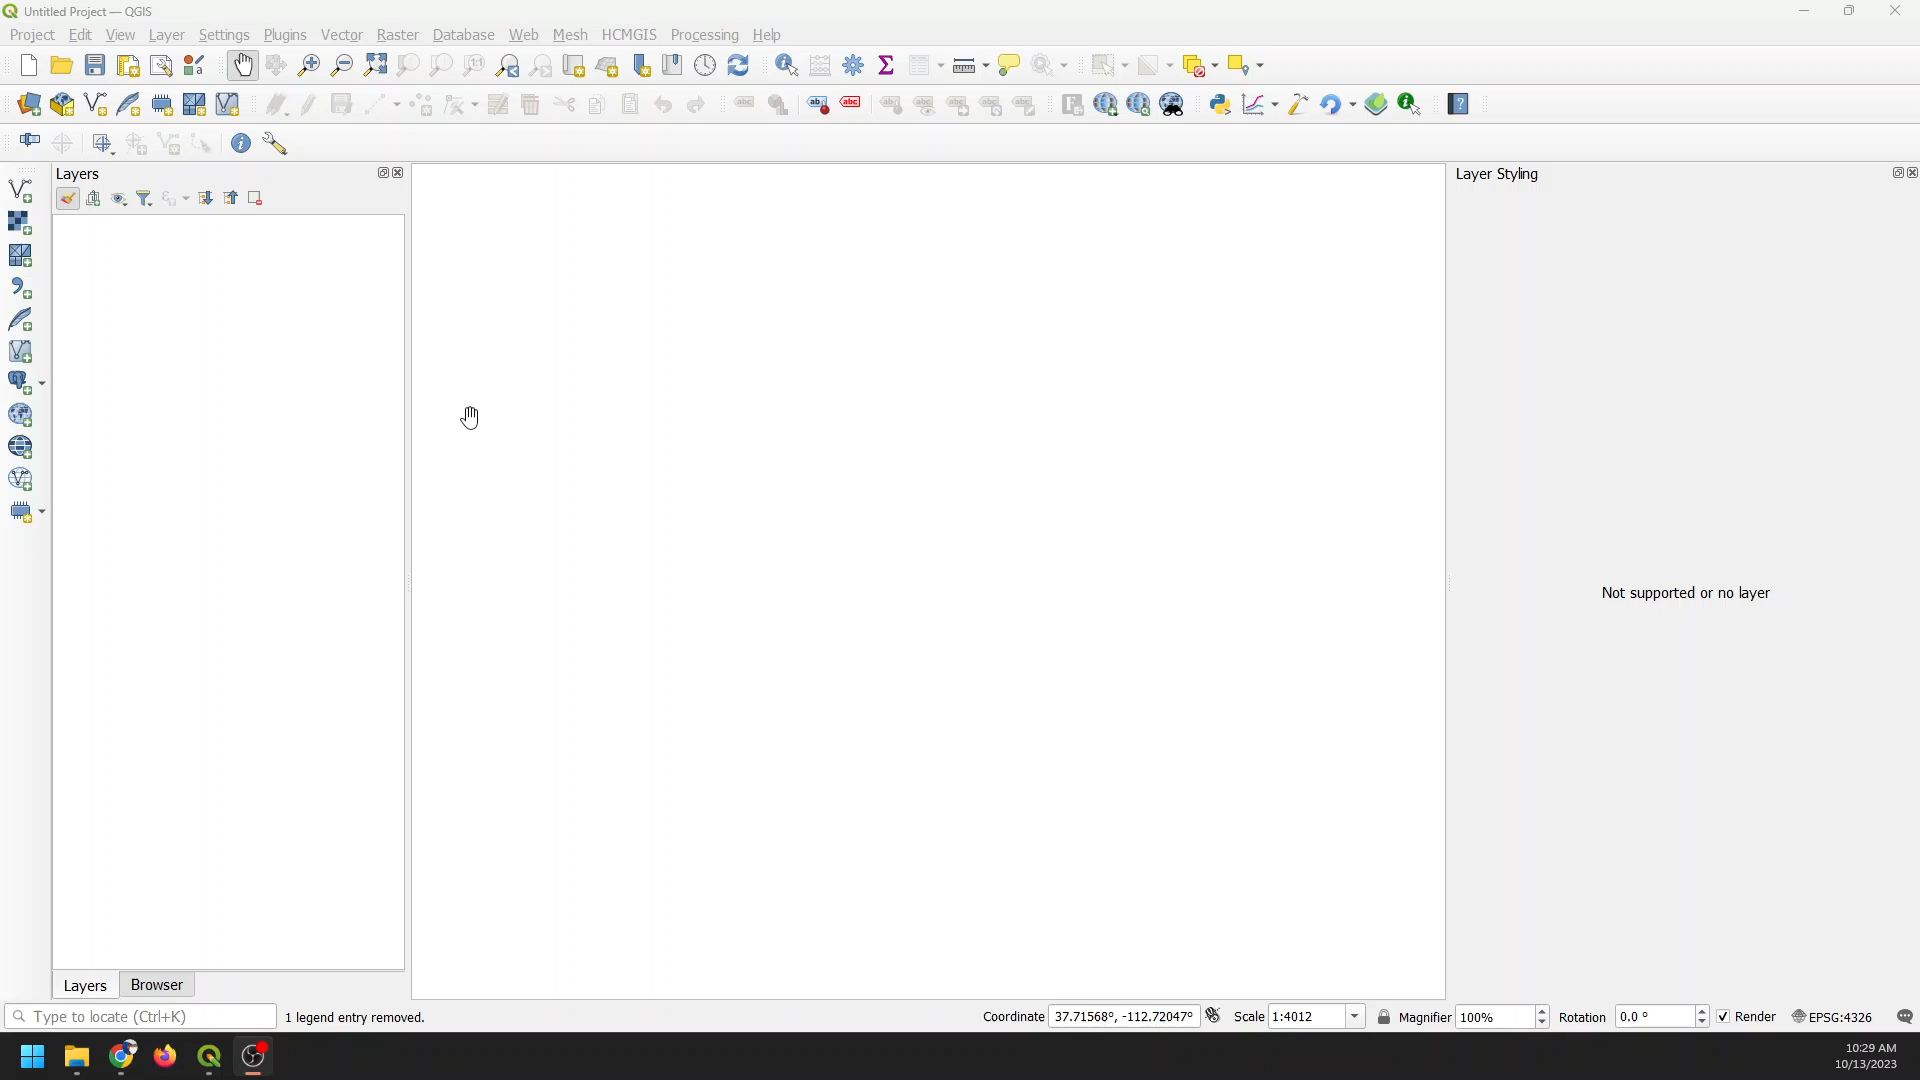 Untitled Project — QGIS
Project Edit View Layer Settings Plugins Vector Raster Database Web Mesh HCMGIS Processing Help
Layers
Layer Styling
Not supported or no layer
Layers Browser
Type to locate (Ctrl+K) 1 legend entry removed. Coordinate 37.71568°, -112.72047° Scale 1:4012 Magnifier 100% Rotation 0.0 ° Render EPSG:4326
10:29 AM
10/13/2023